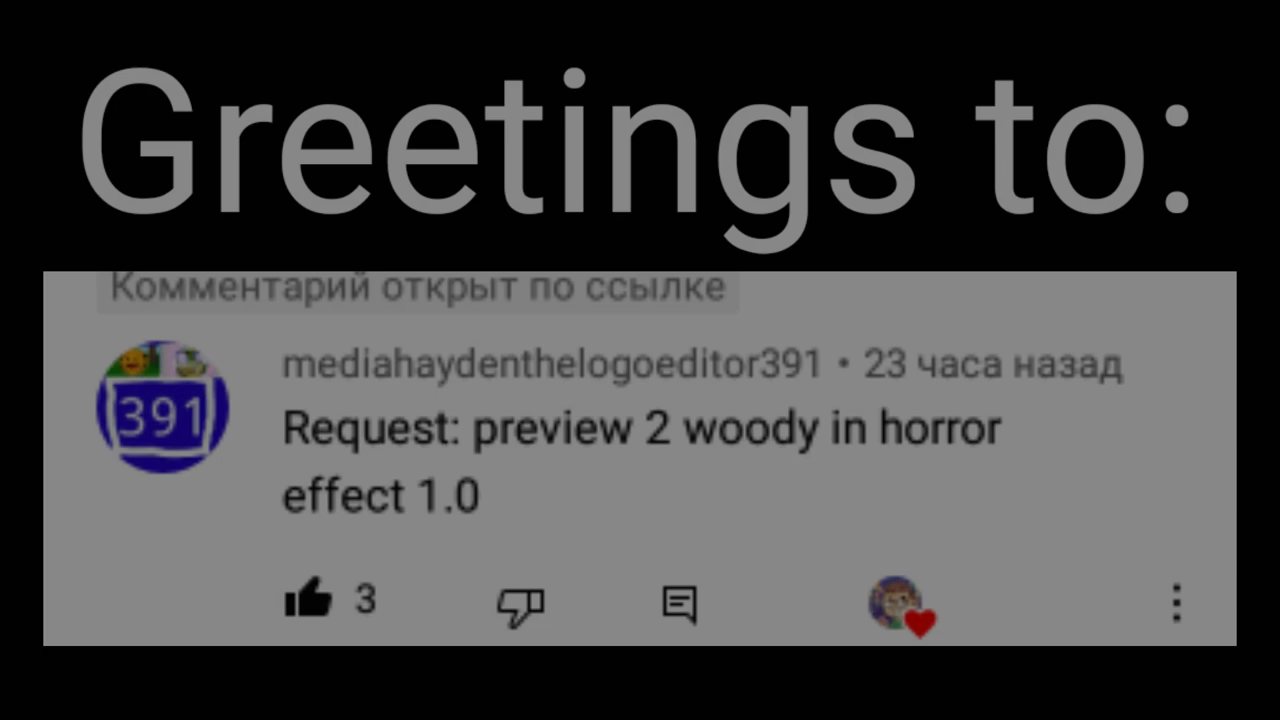 Greetings to:
Комментарий открыт по ссылке
mediahaydenthelogoeditor391 • 23 часа назад
391
Request: preview 2 woody in horror
effect 1.0
3